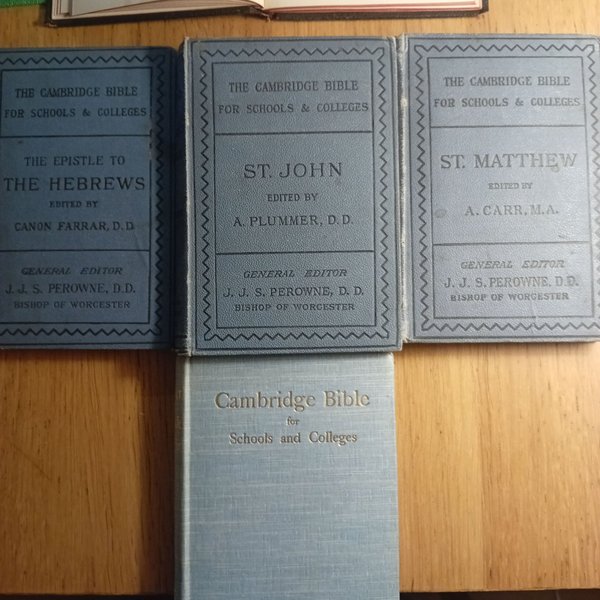 THE CAMBRIDGE BIBLE
FOR SCHOOLS & COLLEGES
THE EPISTLE TO
THE HEBREWS
EDITED BY
CANON FARRAR, D.D.
GENERAL EDITOR
J. J. S. PEROWNE, D.D.
BISHOP OF WORCESTER
THE CAMBRIDGE BIBLE
FOR SCHOOLS & COLLEGES
ST. JOHN
EDITED BY
A. PLUMMER, D. D.
GENERAL EDITOR
J. J. S. PEROWNE, D. D.
BISHOP OF WORCESTER
THE CAMBRIDGE BIBLE
FOR SCHOOLS & COLLEGES
ST. MATTHEW
EDITED BY
A. CARR, M.A.
GENERAL EDITOR
J. J. S. PEROWNE, D.D.
BISHOP OF WORCESTER
Cambridge Bible
for
Schools and Colleges